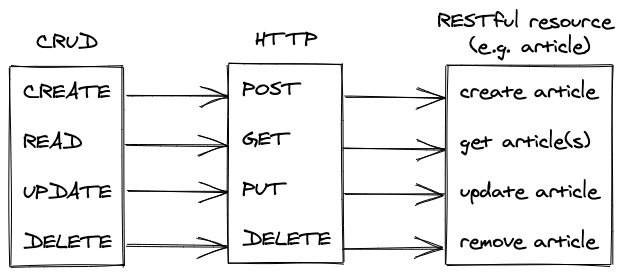 CRUD
HTTP
RESTful resource
(e.g. article)
CREATE
POST
create article
READ
GET
get article(s)
UPDATE
PUT
update article
DELETE
DELETE
remove article